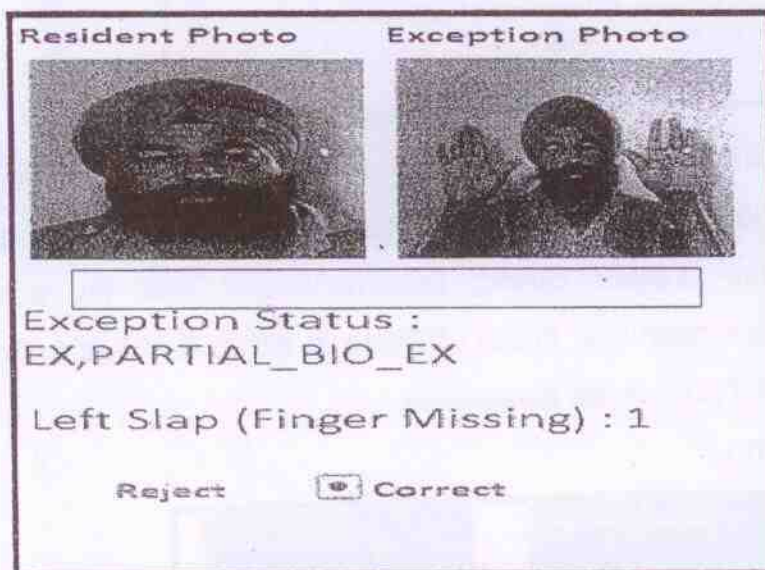 Resident Photo Exception Photo
Exception Status :
EX,PARTIAL_BIO_EX
Left Slap (Finger Missing) : 1
Reject Correct